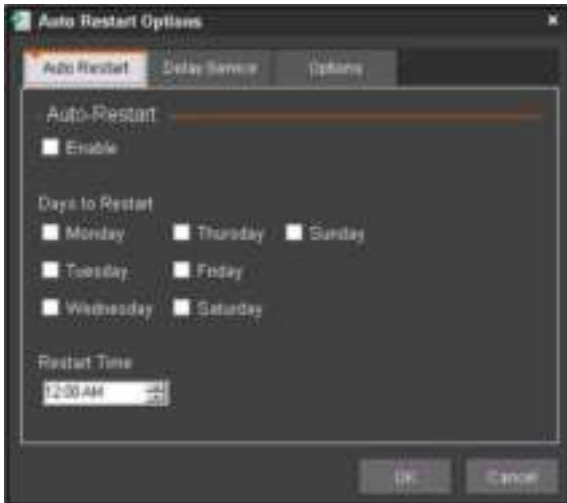 Auto Restart Options
Auto Restart Delay Service Options
Auto-Restart
Enable
Days to Restart
Monday Thursday Sunday
Tuesday Friday
Wednesday Saturday
Restart Time
12:00 AM
OK Cancel